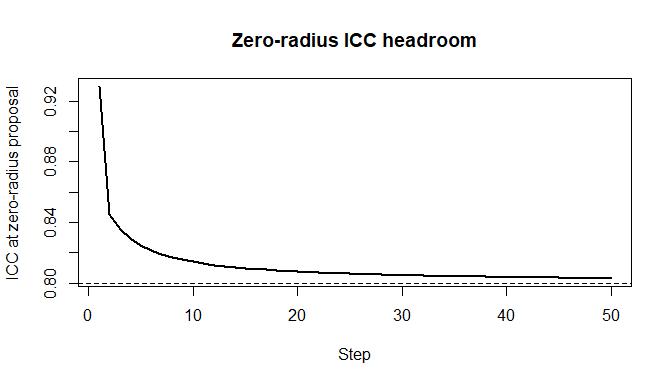 Zero-radius ICC headroom
ICC at zero-radius proposal
0.92
0.88
0.84
0.80
0 10 20 30 40 50
Step